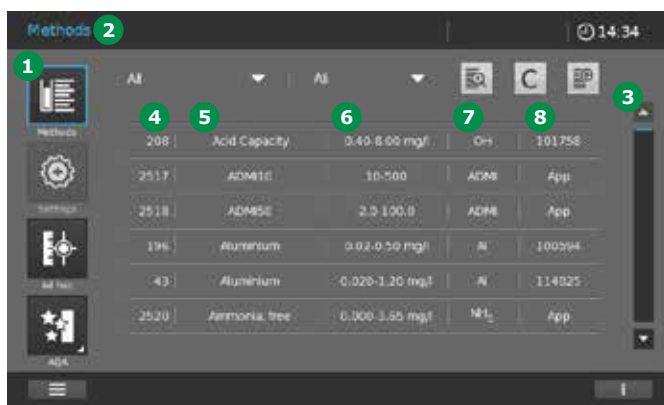 Methods 2 14:34
1 All All C 3
Methods 4 5 6 7 8
208 Acid Capacity 0.40-8.00 mg/l OH 101758
Settings 2517 ADMI10 10-500 ADMI App
2518 ADMI50 2.0-100.0 ADMI App
196 Aluminium 0.02-0.50 mg/l Al 100594
Ad hoc 43 Aluminium 0.020-1.20 mg/l Al 114825
2520 Ammonia, free 0.000-3.65 mg/l NH₃ App
AQA
i